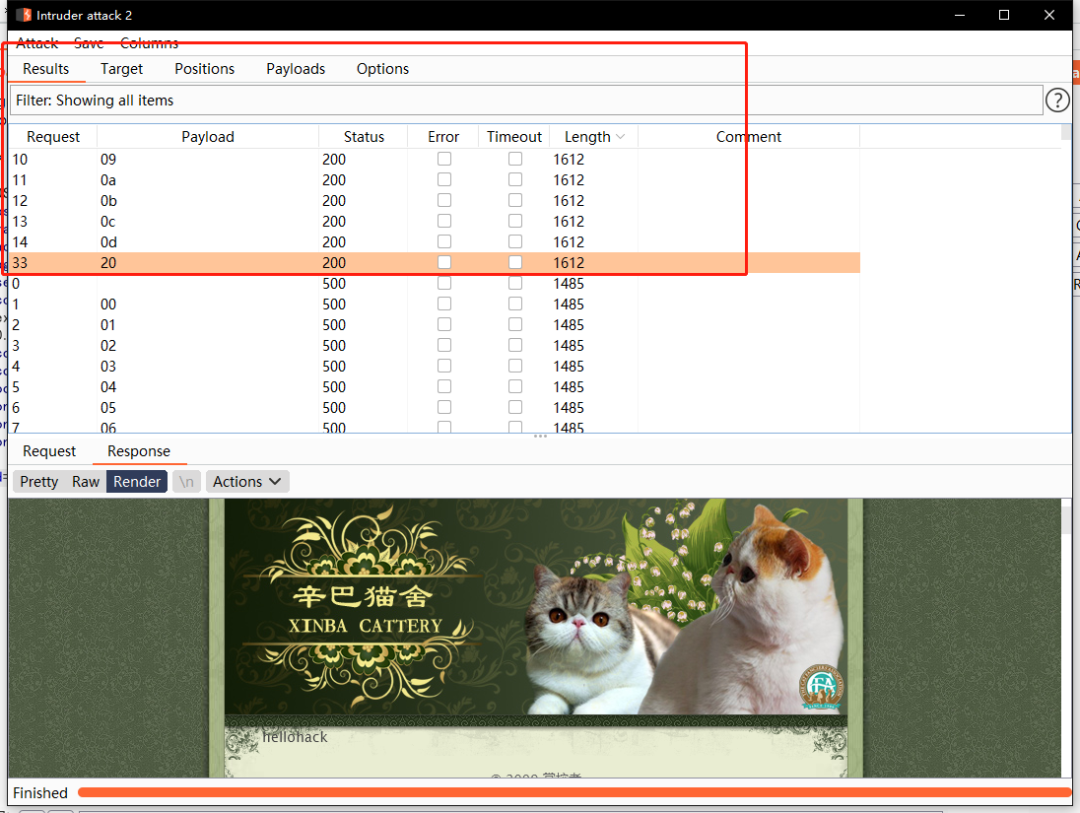 Intruder attack 2
Attack Save Columns
Results Target Positions Payloads Options
Filter: Showing all items
?
Request Payload Status Error Timeout Length Comment
10 09 200 1612
11 0a 200 1612
12 0b 200 1612
13 0c 200 1612
14 0d 200 1612
33 20 200 1612
0 500 1485
1 00 500 1485
2 01 500 1485
3 02 500 1485
4 03 500 1485
5 04 500 1485
6 05 500 1485
7 06 500 1485
Request Response
Pretty Raw Render \n Actions
辛巴猫舍
XINBA CATTERY
hellohack
Finished